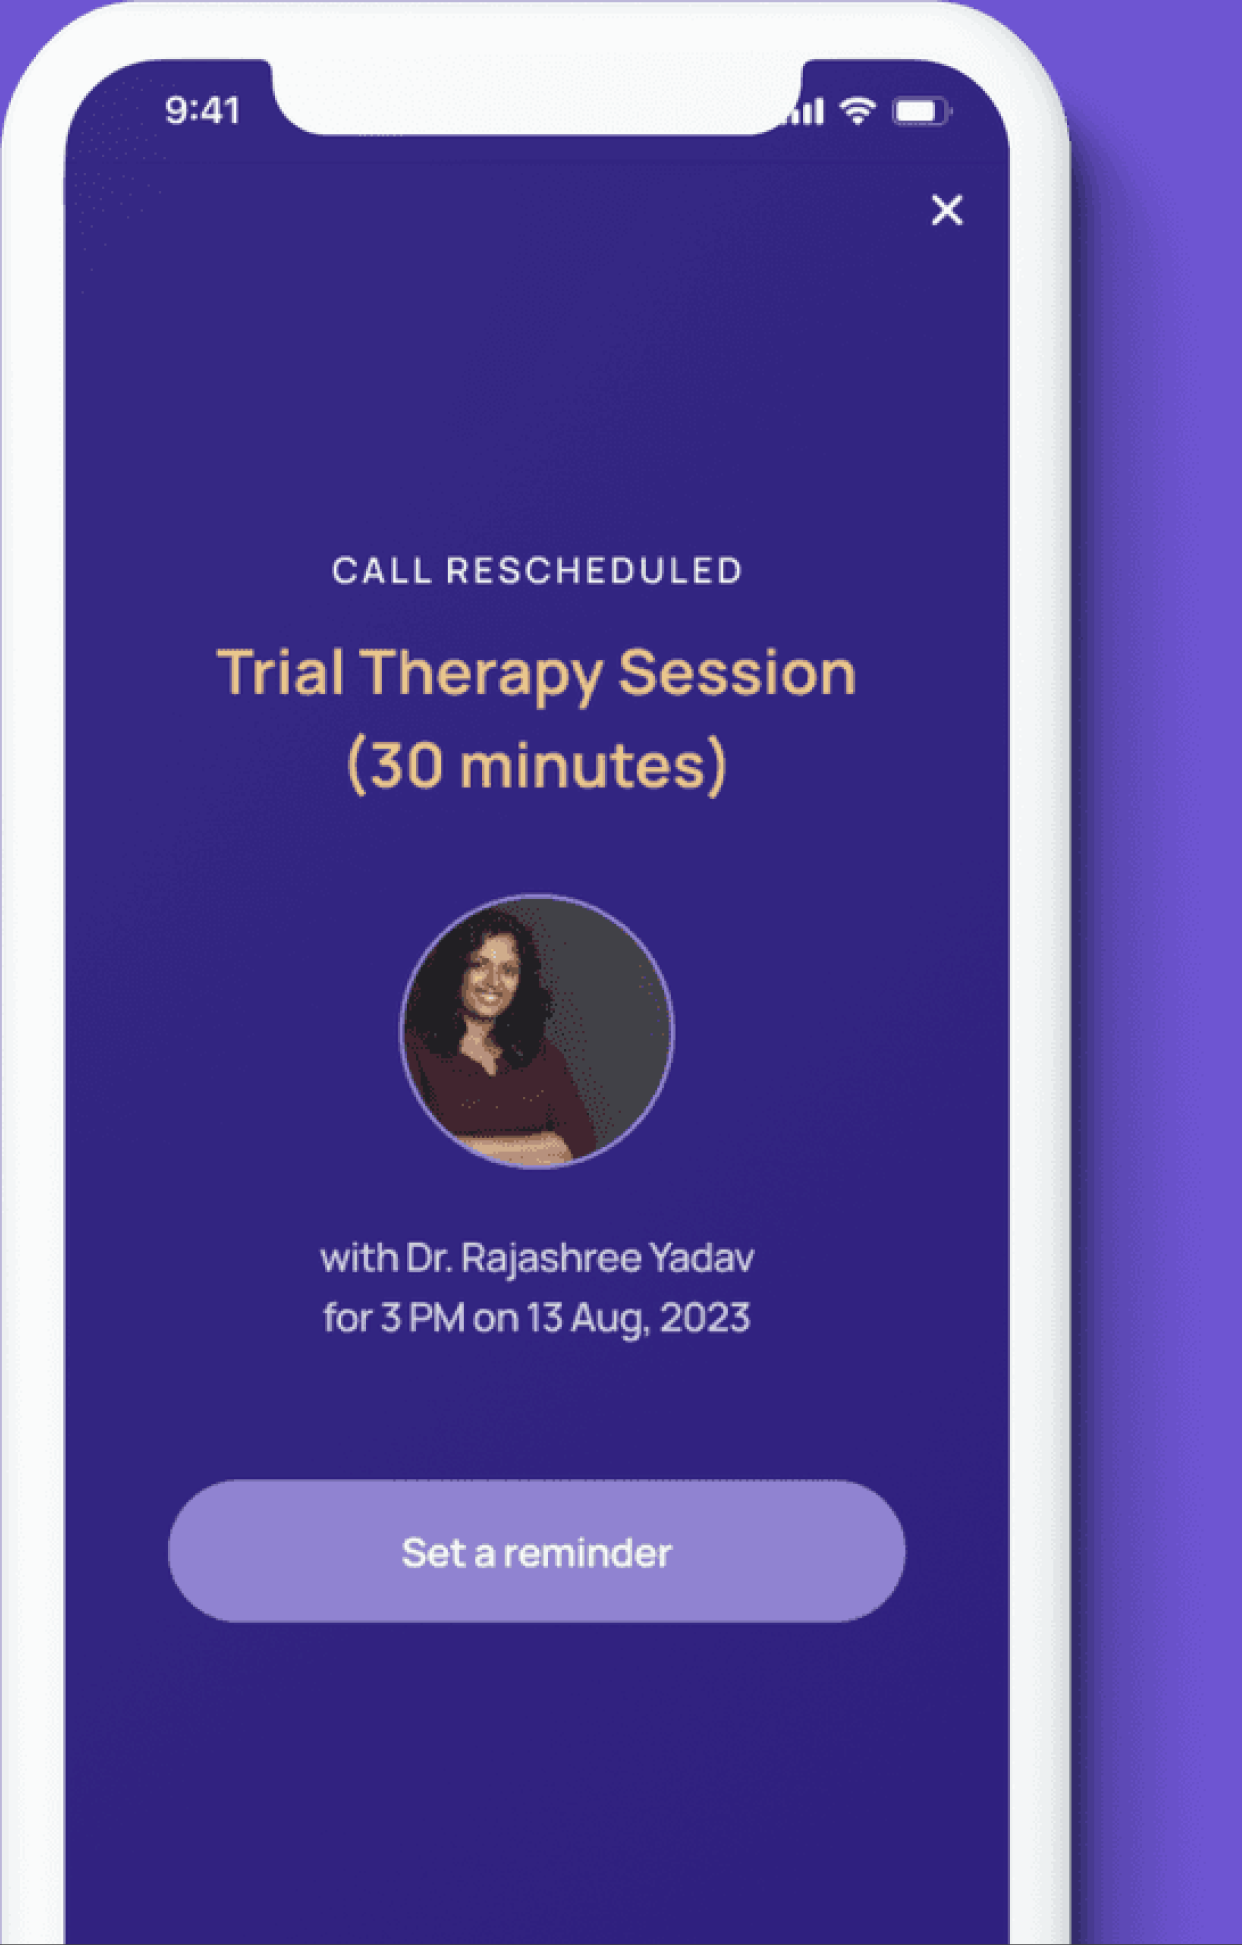 9:41
CALL RESCHEDULED
Trial Therapy Session
(30 minutes)
with Dr. Rajashree Yadav
for 3 PM on 13 Aug, 2023
Set a reminder